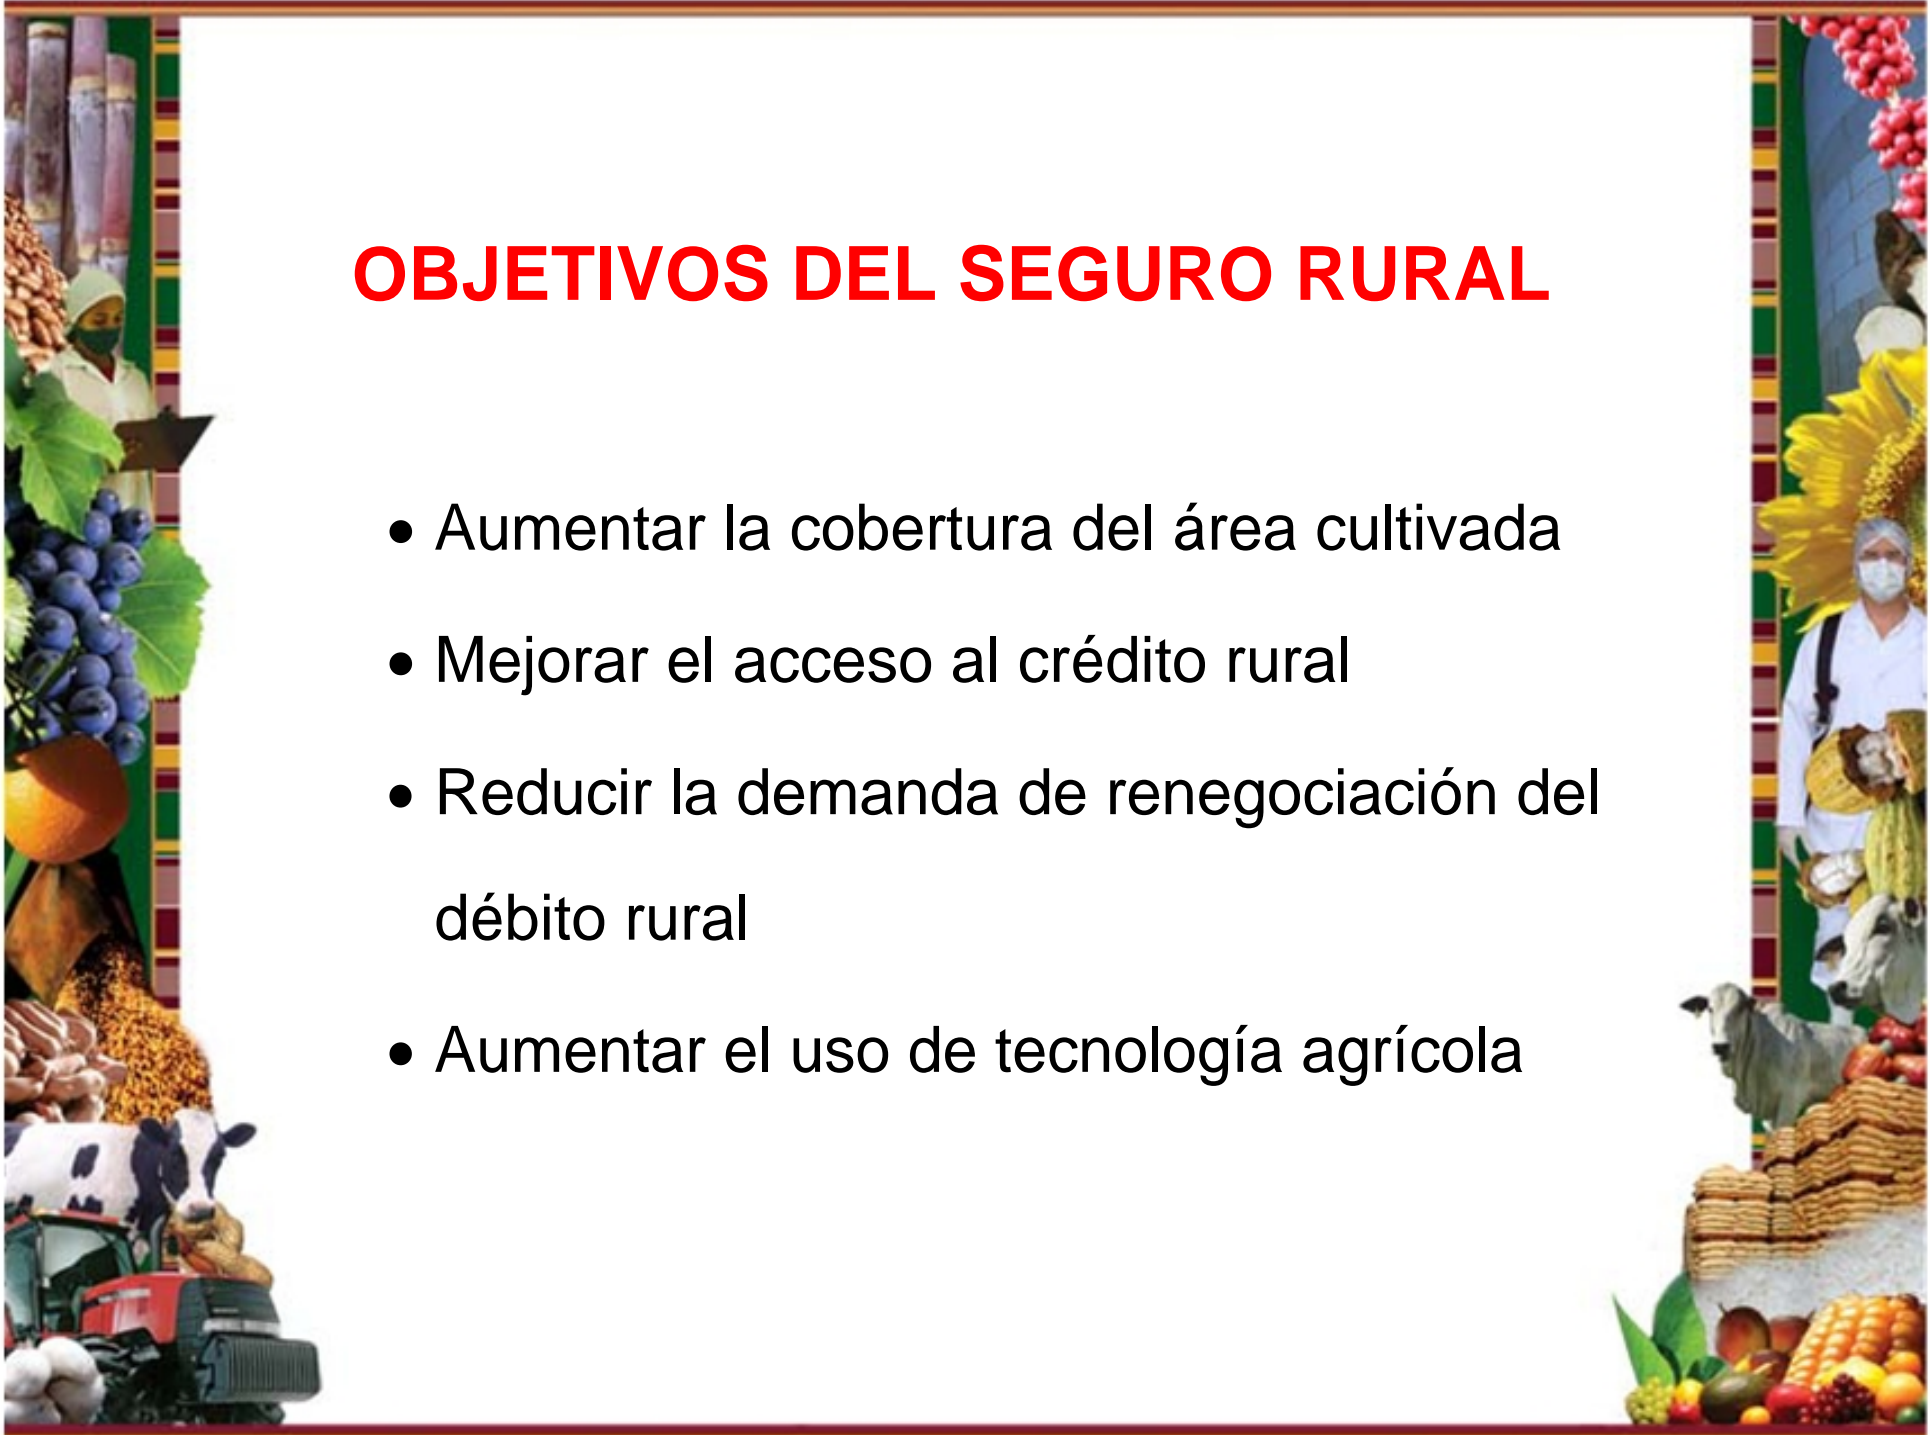 OBJETIVOS DEL SEGURO RURAL
• Aumentar la cobertura del área cultivada
• Mejorar el acceso al crédito rural
• Reducir la demanda de renegociación del
débito rural
• Aumentar el uso de tecnología agrícola